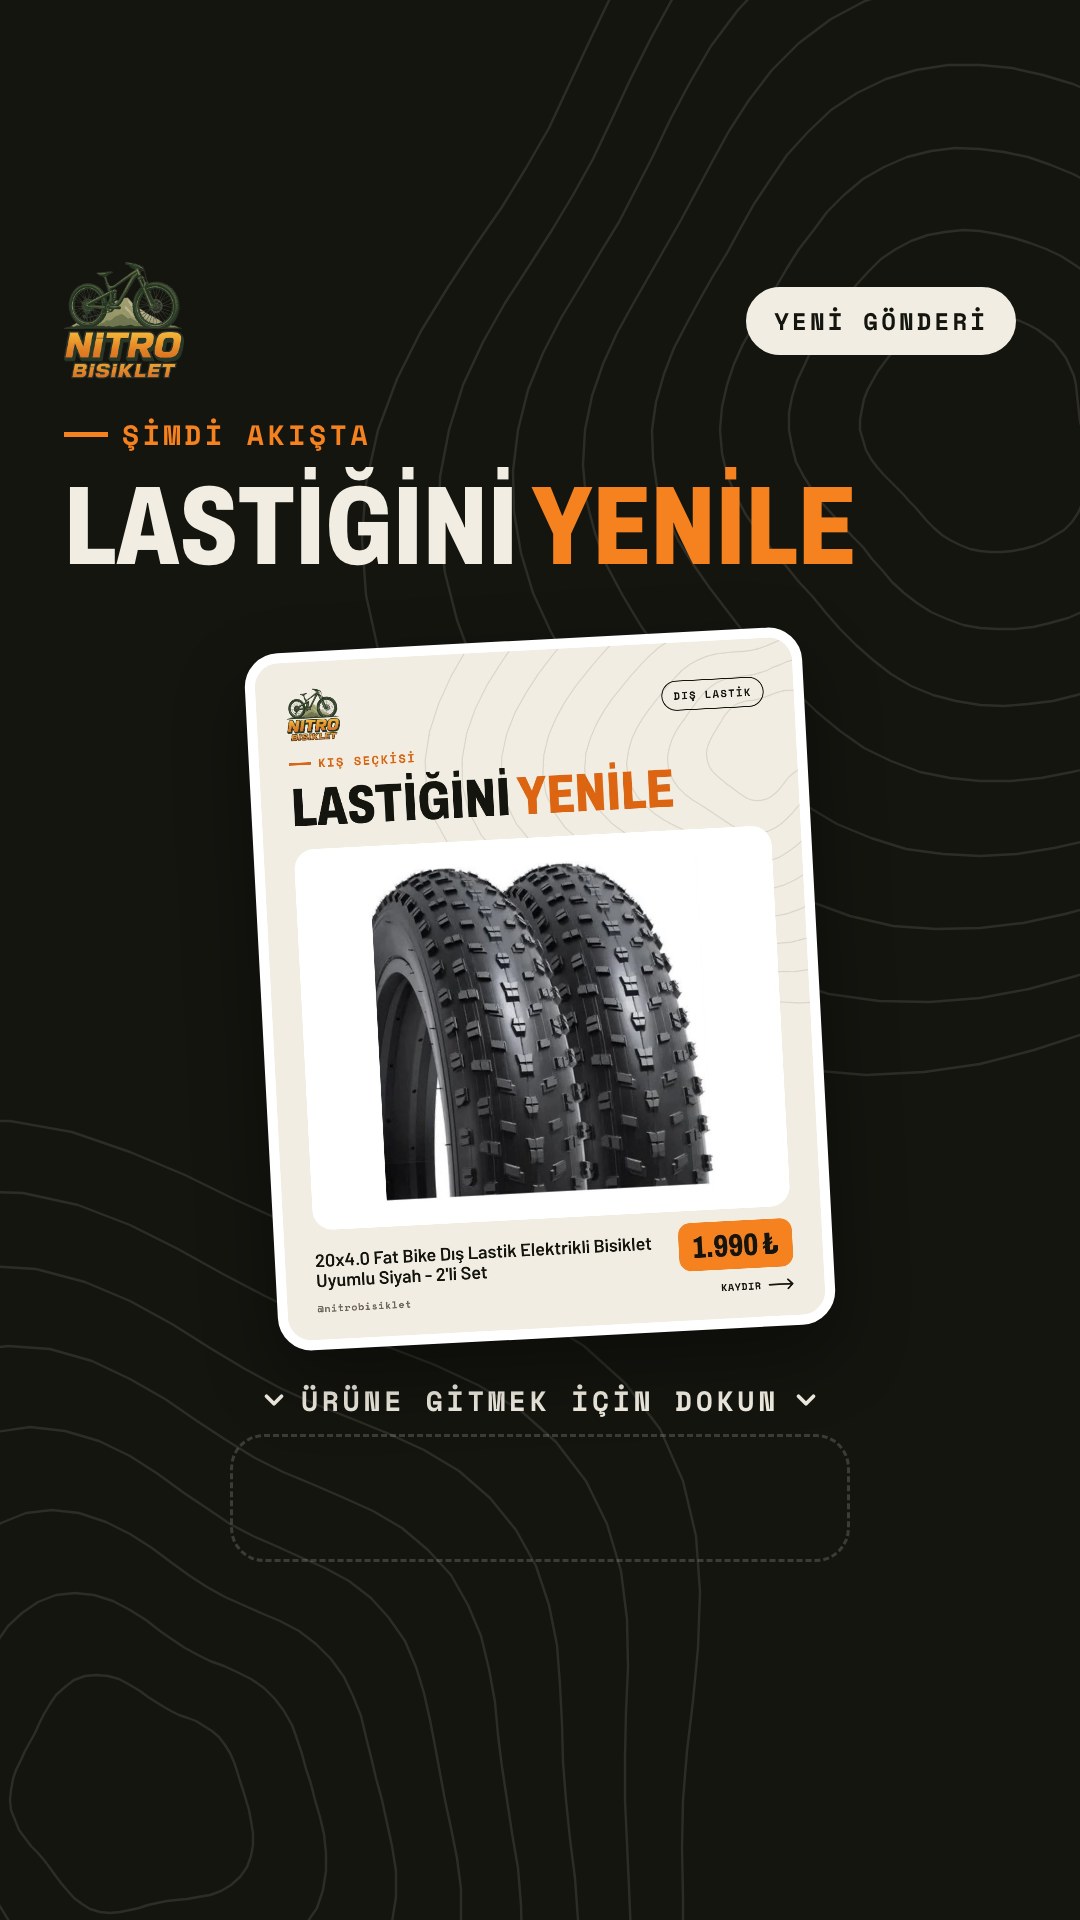 NiTRO
BiSiKLET
YENİ GÖNDERİ
ŞİMDİ AKIŞTA
LASTİĞİNİ YENİLE
NiTRO
BiSiKLET
DIŞ LASTİK
KIŞ SEÇKİSİ
LASTİĞİNİ YENİLE
20x4.0 Fat Bike Dış Lastik Elektrikli Bisiklet
Uyumlu Siyah - 2'li Set
1.990 ₺
@nitrobisiklet
KAYDIR
ÜRÜNE GİTMEK İÇİN DOKUN